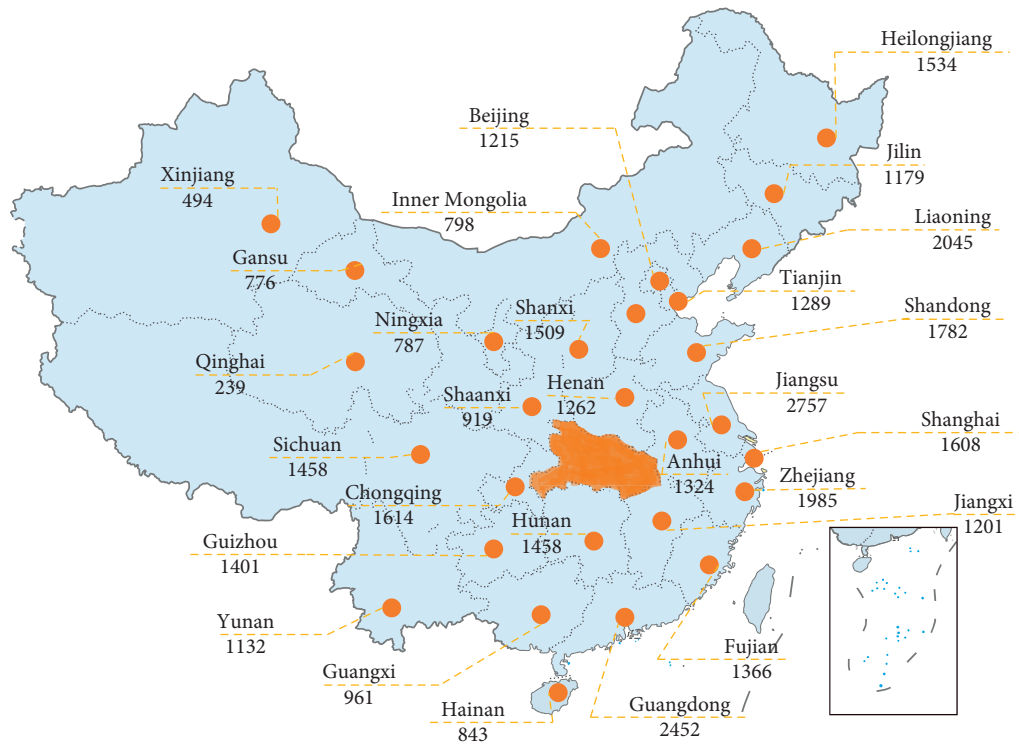 Heilongjiang
1534
Beijing
1215
Jilin
1179
Xinjiang
494
Inner Mongolia
798
Liaoning
2045
Gansu
776
Tianjin
1289
Shanxi
1509
Shandong
1782
Ningxia
787
Qinghai
239
Henan
1262
Jiangsu
2757
Shaanxi
919
Shanghai
1608
Sichuan
1458
Anhui
1324
Zhejiang
1985
Chongqing
1614
Jiangxi
1201
Hunan
1458
Guizhou
1401
Yunan
1132
Fujian
1366
Guangxi
961
Guangdong
2452
Hainan
843